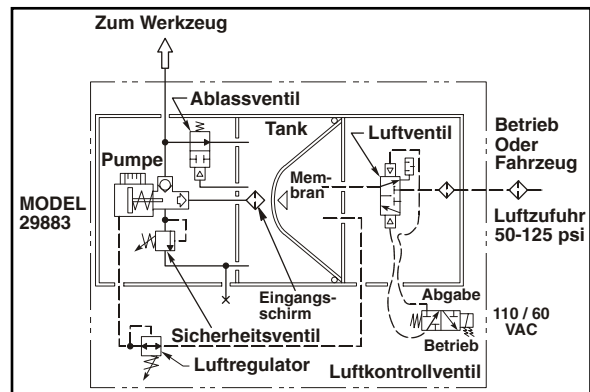 Zum Werkzeug
Ablassventil
Tank
Luftventil
Betrieb
Oder
Fahrzeug
Pumpe
Mem-
bran
MODEL
29883
Luftzufuhr
50-125 psi
Eingangs-
schirm
Abgabe
110 / 60
VAC
Sicherheitsventil
Betrieb
Luftregulator
Luftkontrollventil